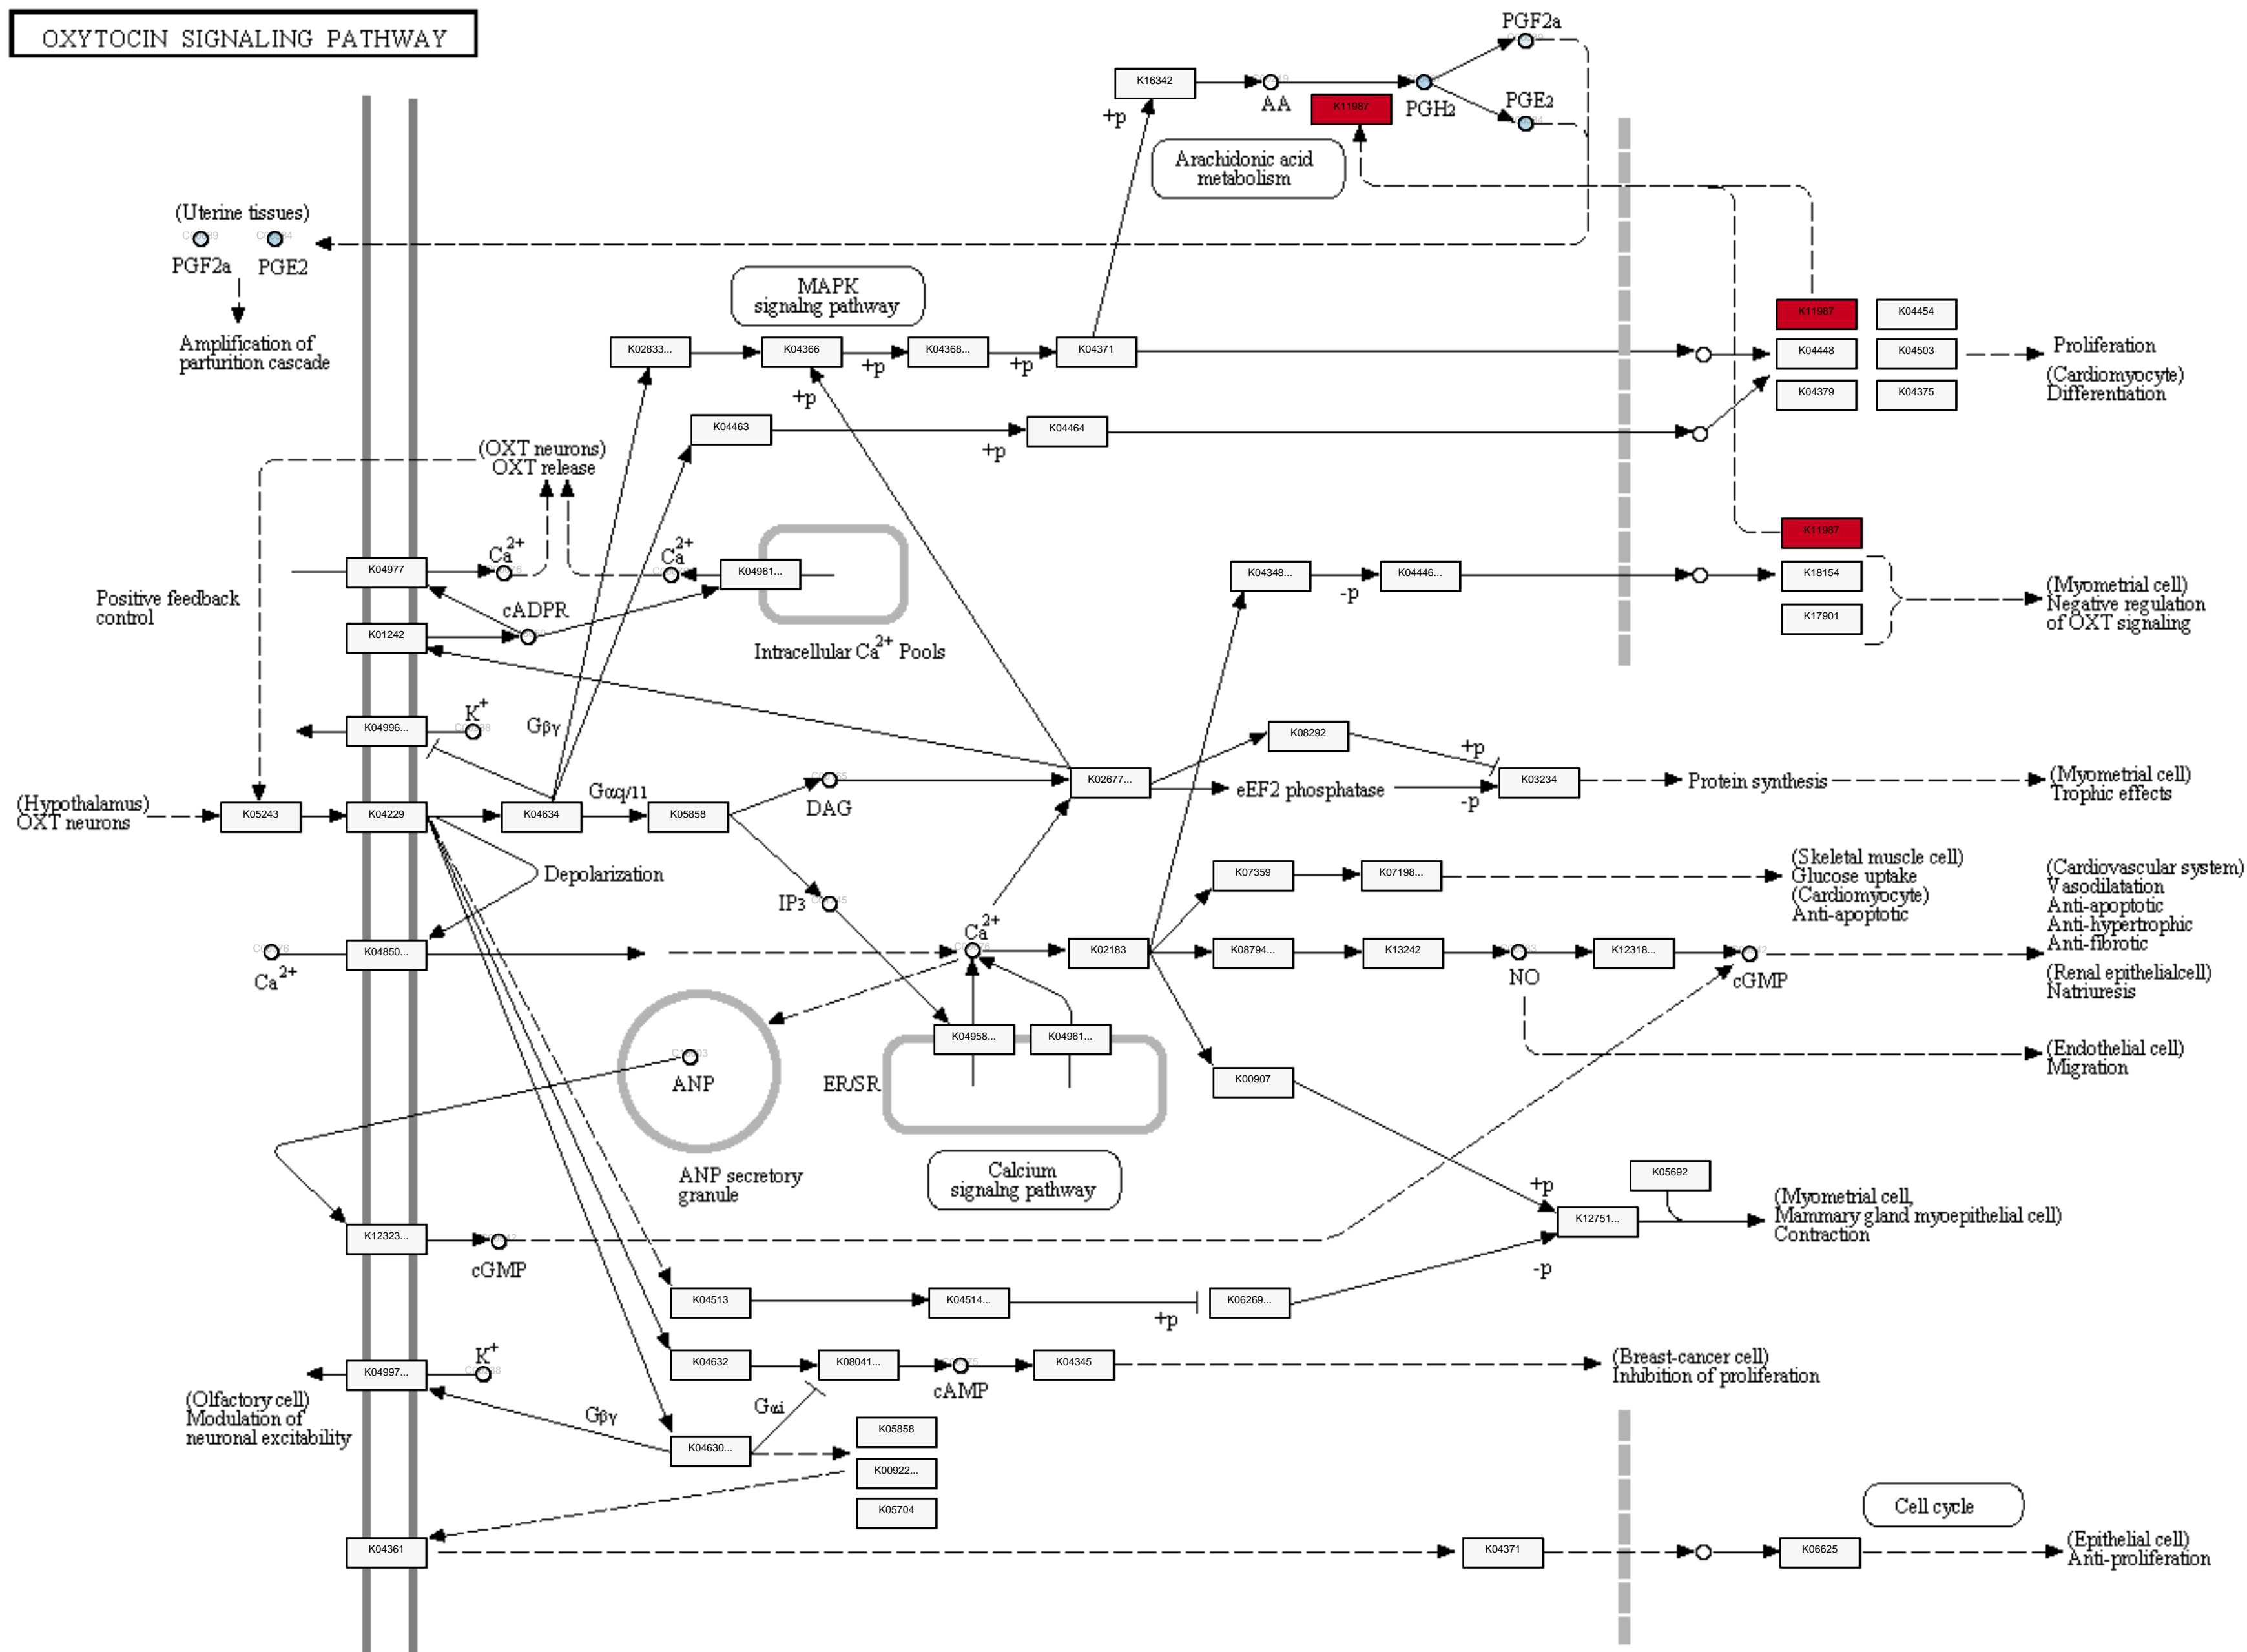 OXYTOCIN SIGNALING PATHWAY
PGF2a
K16342
AA
K11987
PGH2
PGE2
+p
Arachidonic acid
metabolism
(Uterine tissues)
PGF2a
PGE2
Amplification of
parturition cascade
MAPK
signalng pathway
K02833...
K04366
+p
K04368...
+p
K04371
+p
K04463
+p
K04464
K11987
K04454
K04448
K04503
K04379
K04375
Proliferation
(Cardiomyocyte)
Differentiation
(OXT neurons)
OXT release
K04977
Ca2+
Ca2+
K04961...
cADPR
K01242
Intracellular Ca2+ Pools
Positive feedback
control
K04348...
-p
K04446...
K11987
K18154
K17901
(Myometrial cell)
Negative regulation
of OXT signaling
K04996...
K+
Gβγ
(Hypothalamus)
OXT neurons
K05243
K04229
K04634
Gαq/11
K05858
DAG
K02677...
K08292
+p
eEF2 phosphatase
-p
K03234
Protein synthesis
(Myometrial cell)
Trophic effects
Depolarization
IP3
K07359
K07198...
(Skeletal muscle cell)
Glucose uptake
(Cardiomyocyte)
Anti-apoptotic
Ca2+
K04850...
Ca2+
K02183
K08794...
K13242
NO
K12318...
cGMP
(Cardiovascular system)
Vasodilatation
Anti-apoptotic
Anti-hypertrophic
Anti-fibrotic
(Renal epithelialcell)
Natriuresis
(Endothelial cell)
Migration
ANP
ANP secretory
granule
K04958...
K04961...
ER/SR
Calcium
signalng pathway
K00907
+p
K05692
K12751...
-p
(Myometrial cell,
Mammary gland myoepithelial cell)
Contraction
K12323...
cGMP
K04513
K04514...
+p
K06269...
K04632
K08041...
cAMP
K04345
(Breast-cancer cell)
Inhibition of proliferation
K04997...
K+
(Olfactory cell)
Modulation of
neuronal excitability
Gβγ
Gαi
K04630...
K05858
K00922...
K05704
K04361
K04371
K06625
Cell cycle
(Epithelial cell)
Anti-proliferation